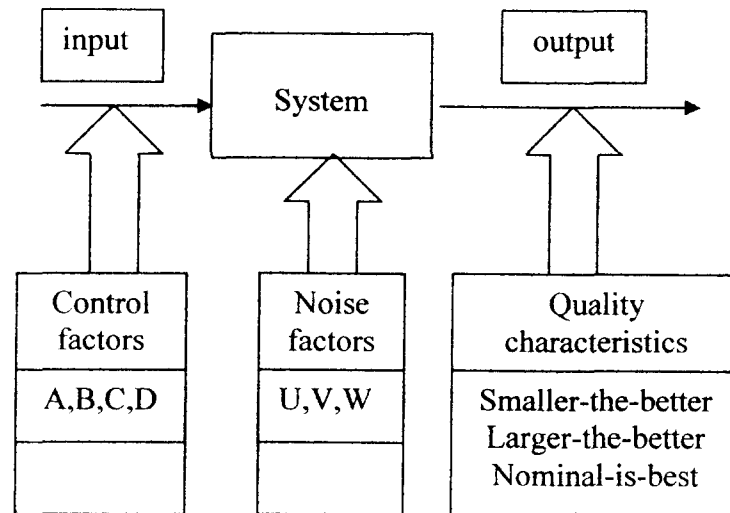 input
output
System
Control
factors
Noise
factors
Quality
characteristics
A,B,C,D
U,V,W
Smaller-the-better
Larger-the-better
Nominal-is-best